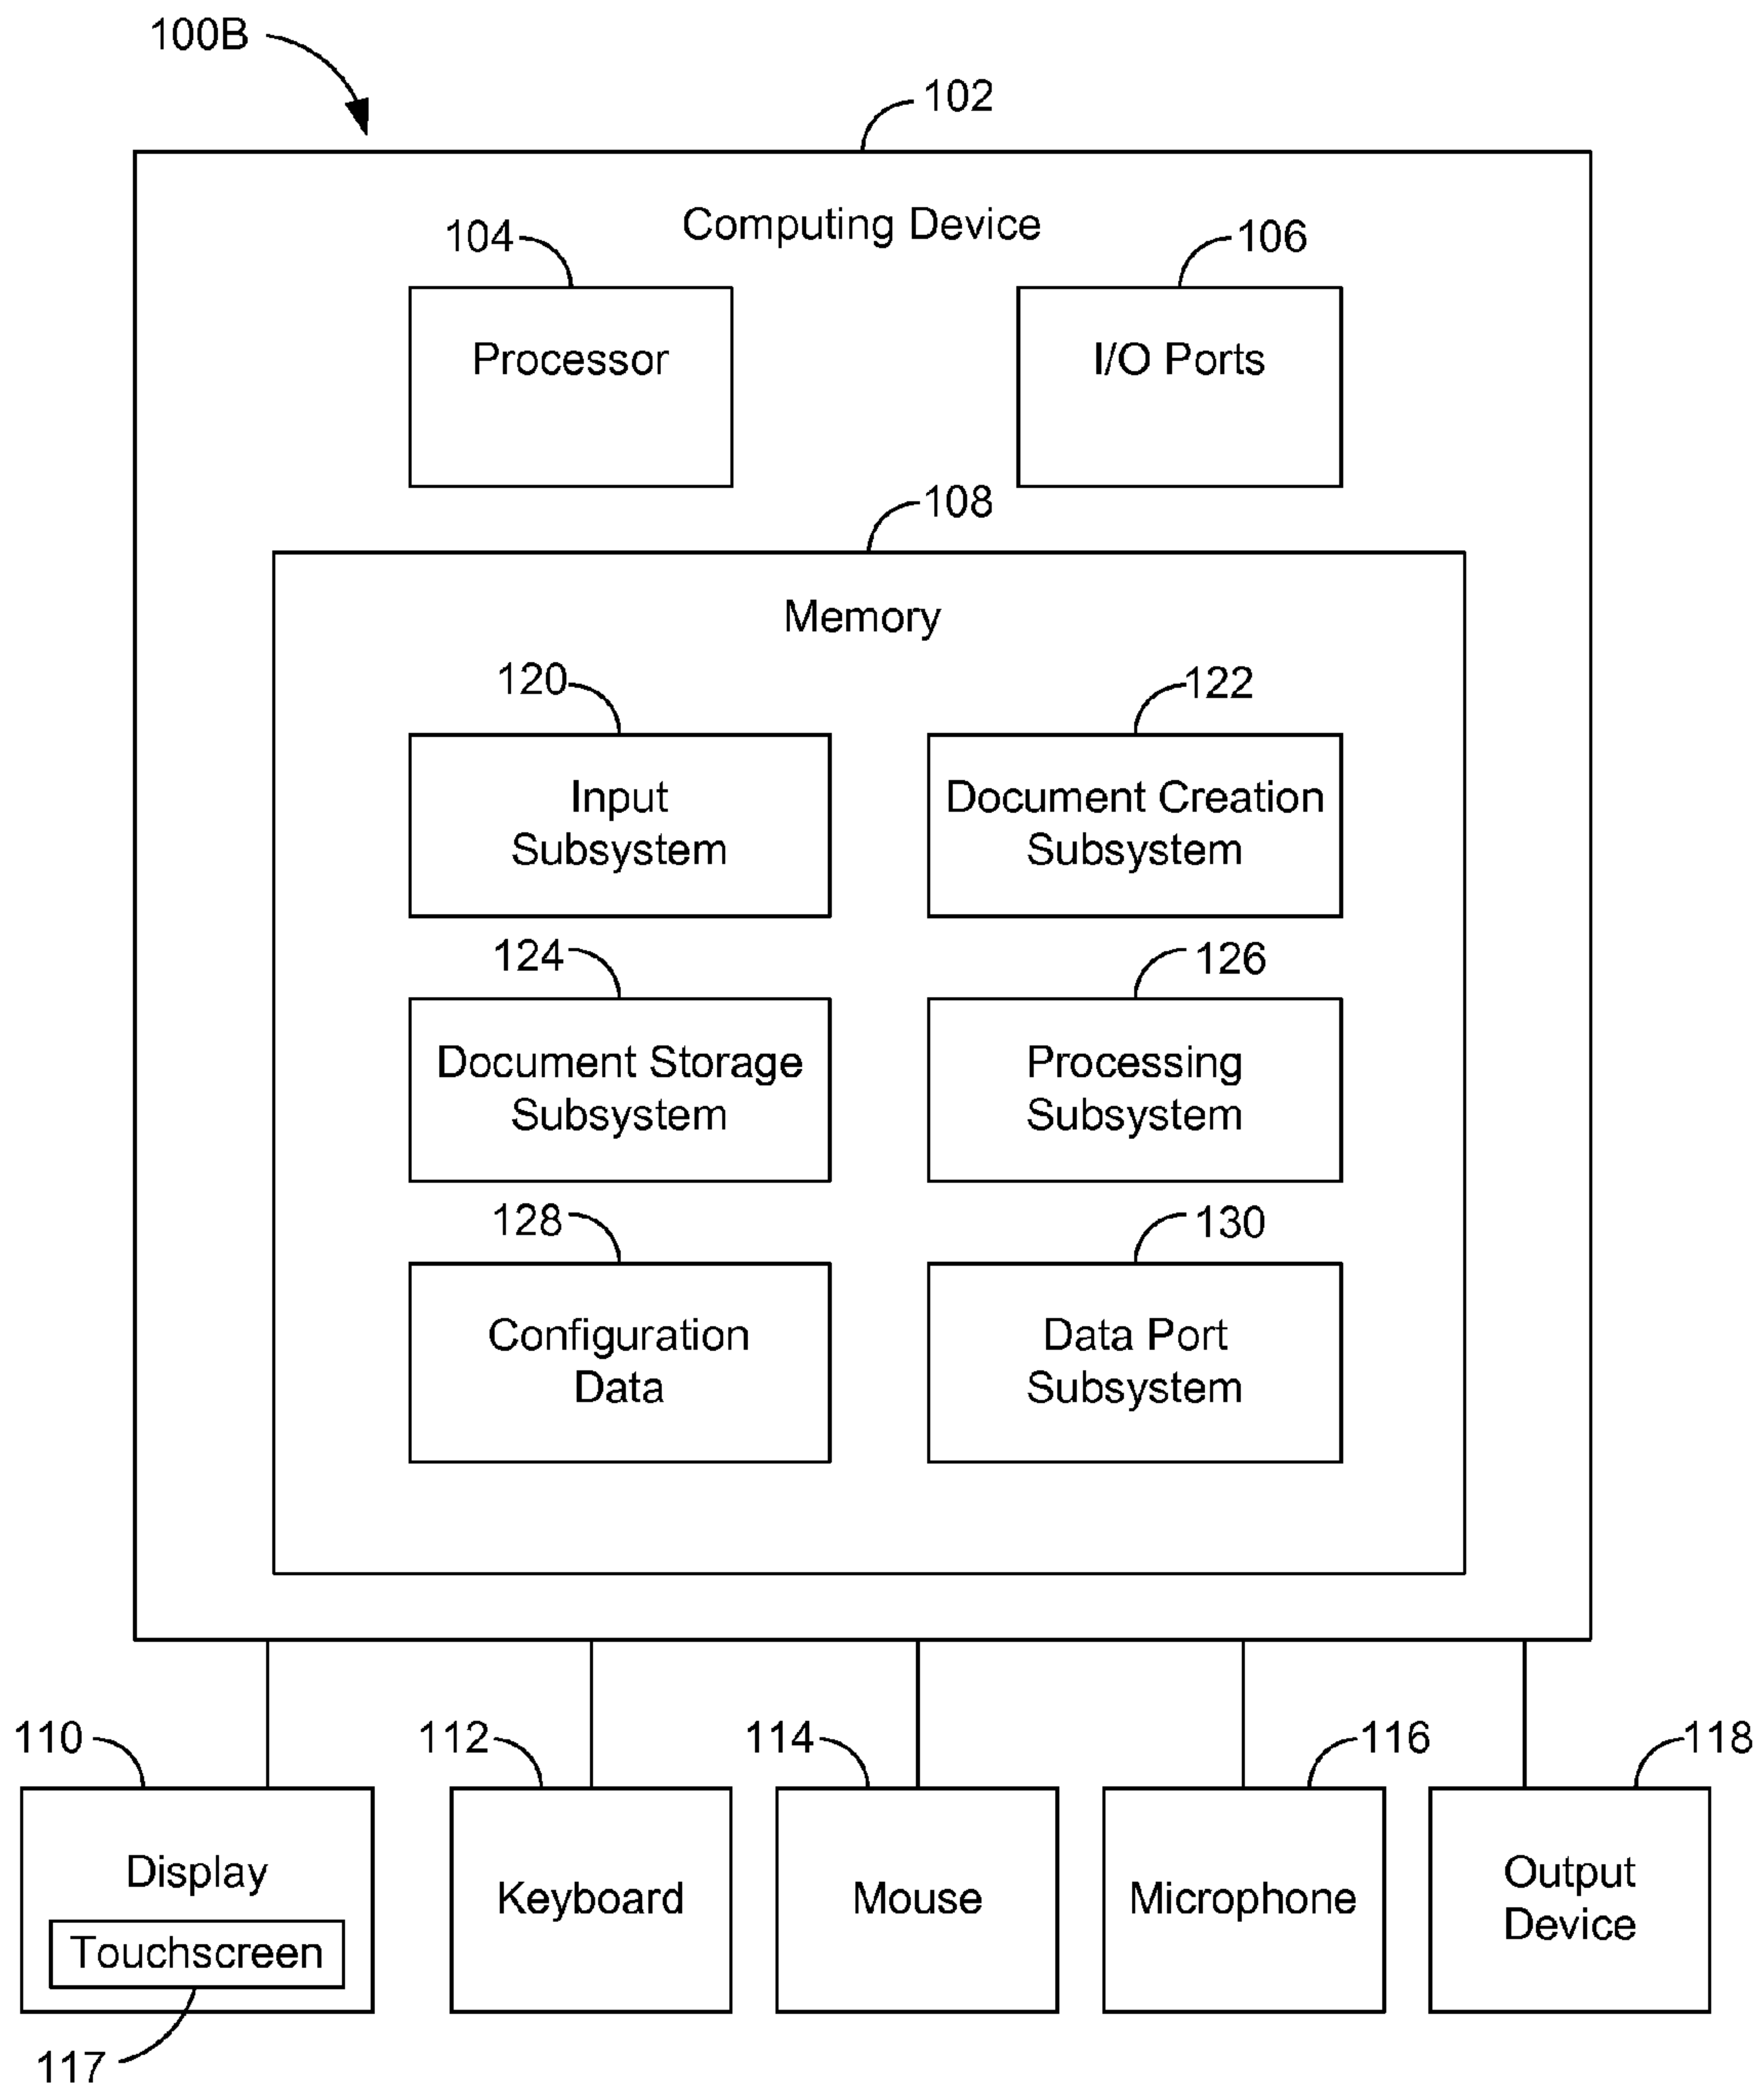 100B
102
Computing Device
104
106
Processor
I/O Ports
108
Memory
120
122
Input
Subsystem
Document Creation
Subsystem
124
126
Document Storage
Subsystem
Processing
Subsystem
128
130
Configuration
Data
Data Port
Subsystem
110
112
114
116
118
Display
Touchscreen
Keyboard
Mouse
Microphone
Output
Device
117